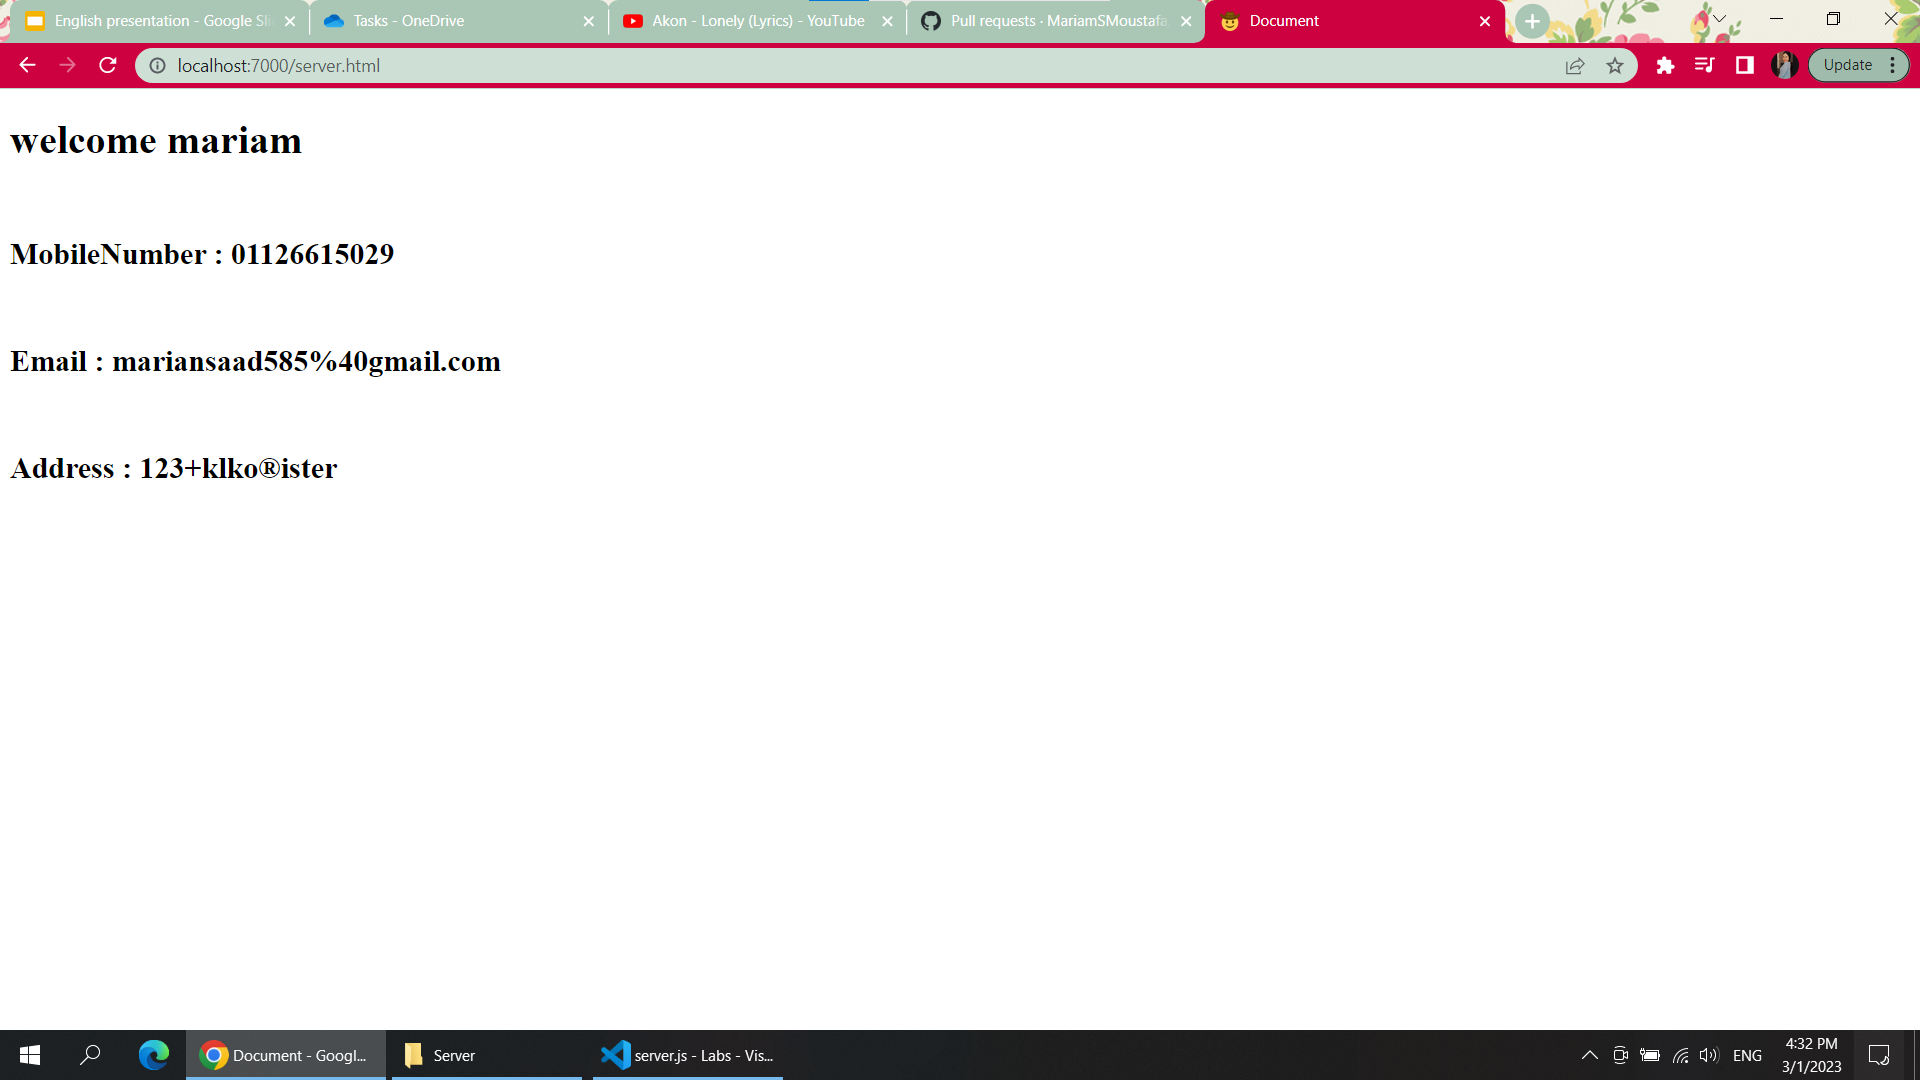 English presentation - Google Sli
Tasks - OneDrive
Akon - Lonely (Lyrics) - YouTube
Pull requests · MariamSMoustafa
Document
localhost:7000/server.html
Update
welcome mariam
MobileNumber : 01126615029
Email : mariansaad585%40gmail.com
Address : 123+klko®ister
Document - Googl...
Server
server.js - Labs - Vis...
ENG
4:32 PM
3/1/2023